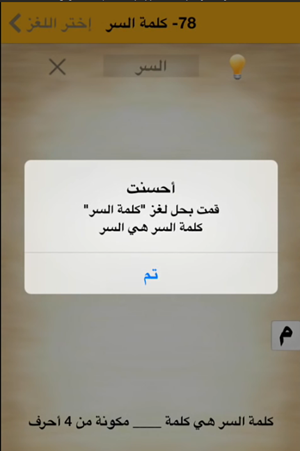 78- كلمة السر
إختر اللغز
السر
أحسنت
قمت بحل لغز "كلمة السر"
كلمة السر هي السر
تم
م
كلمة السر هي كلمة ____ مكونة من 4 أحرف